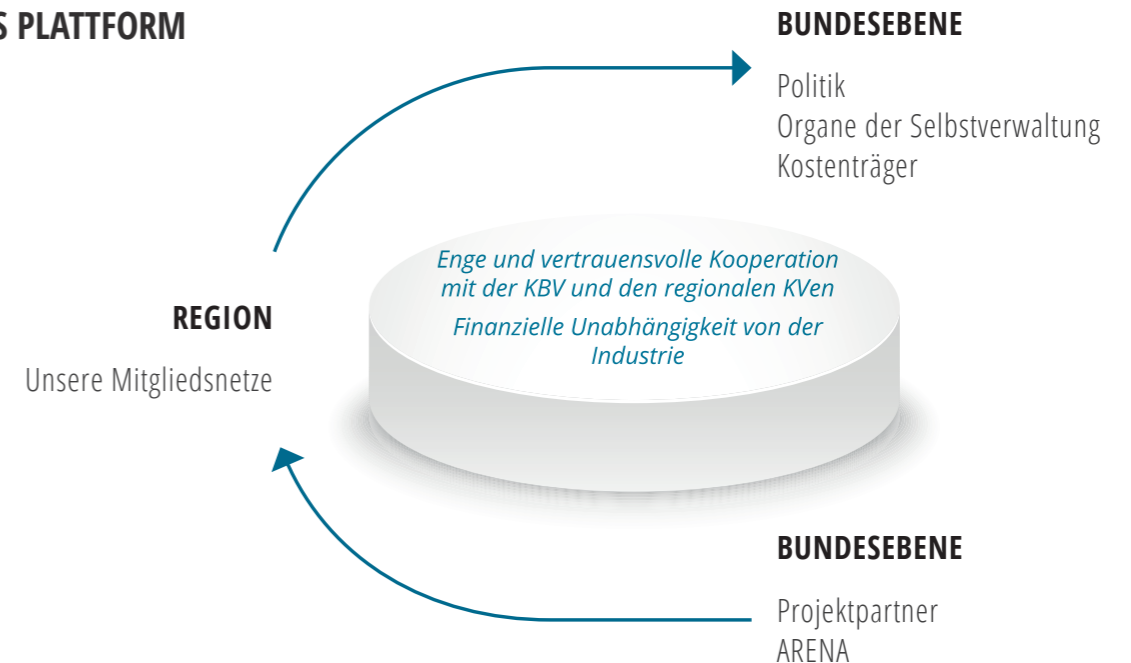 S PLATTFORM
BUNDESEBENE
Politik
Organe der Selbstverwaltung
Kostenträger
Enge und vertrauensvolle Kooperation
mit der KBV und den regionalen KVen
Finanzielle Unabhängigkeit von der
Industrie
REGION
Unsere Mitgliedsnetze
BUNDESEBENE
Projektpartner
ARENA